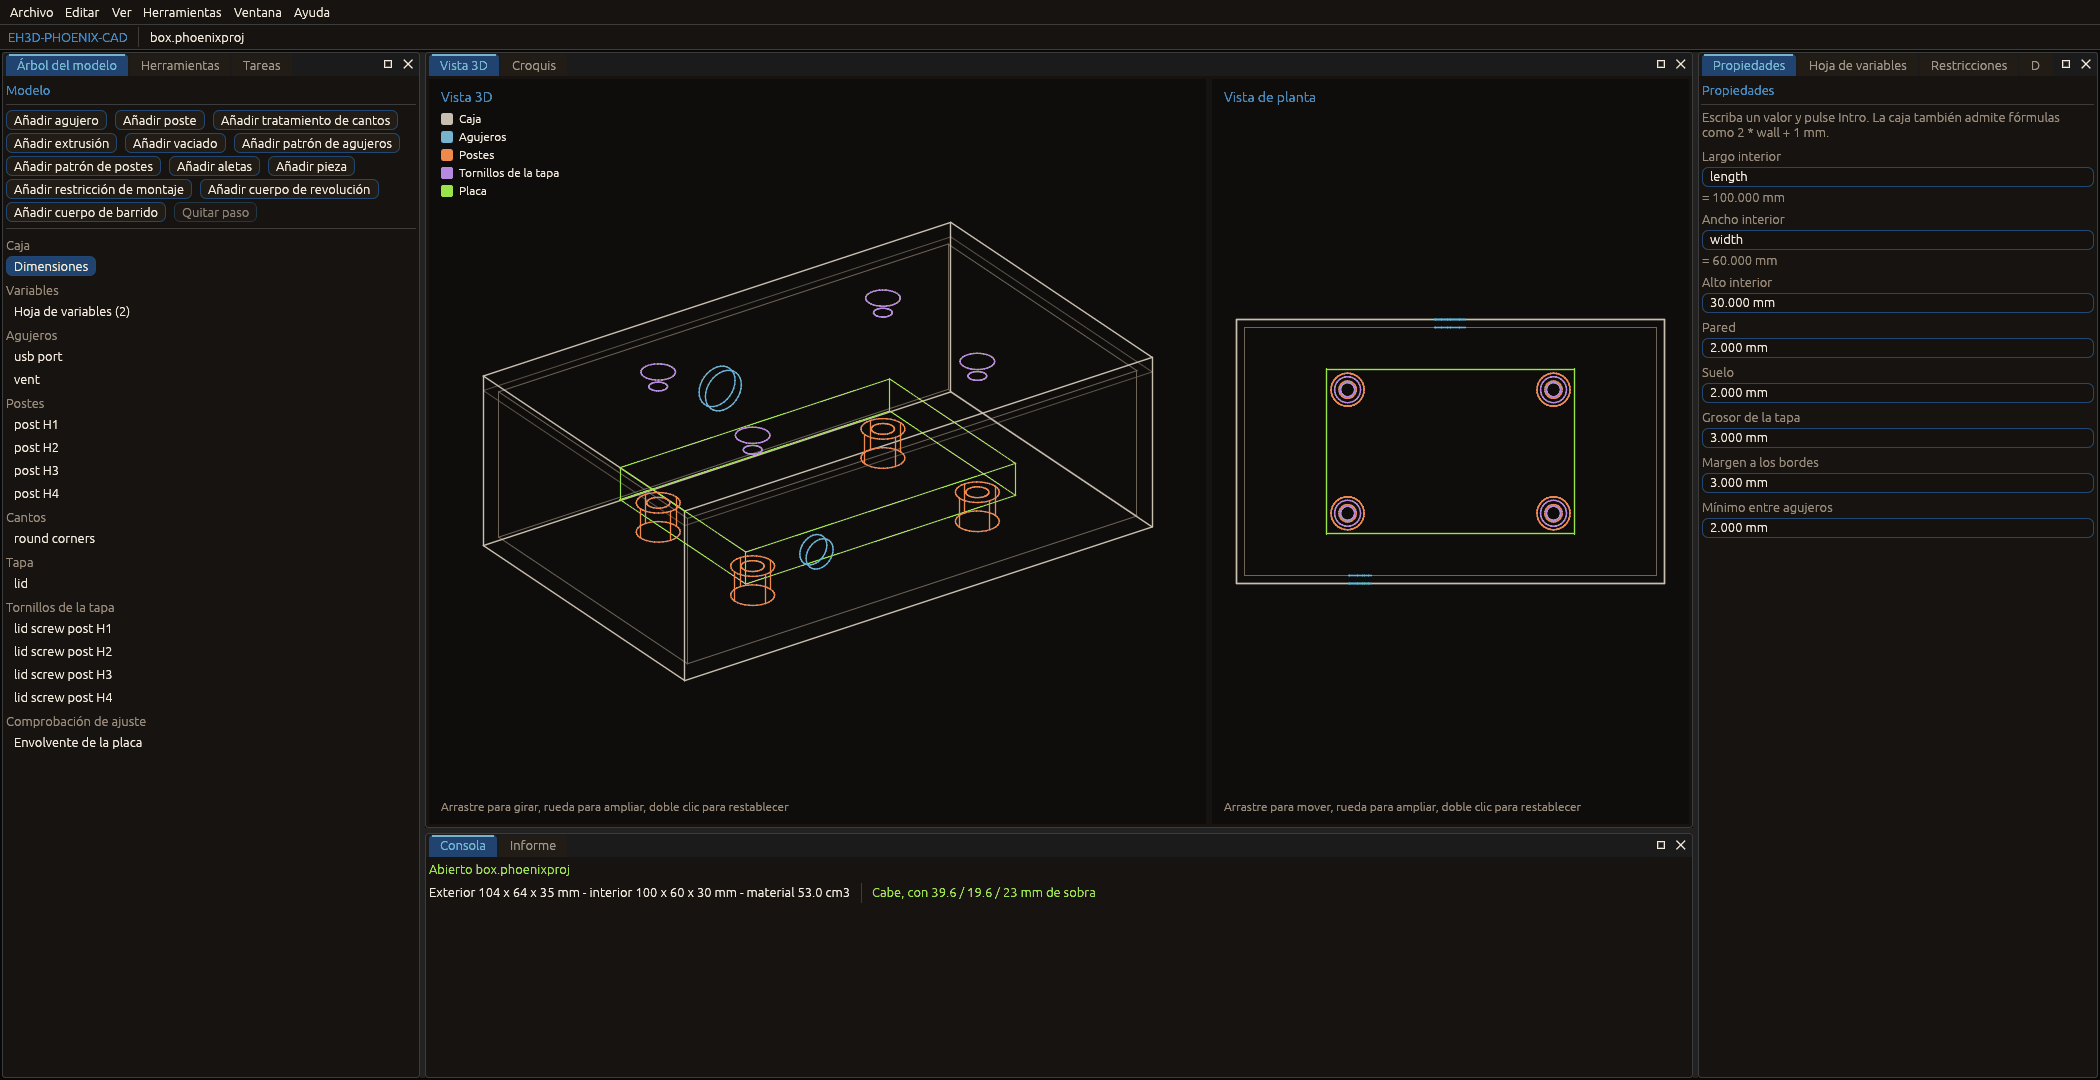 Archivo Editar Ver Herramientas Ventana Ayuda
EH3D-PHOENIX-CAD box.phoenixproj
Árbol del modelo Herramientas Tareas
Modelo
Añadir agujero Añadir poste Añadir tratamiento de cantos
Añadir extrusión Añadir vaciado Añadir patrón de agujeros
Añadir patrón de postes Añadir aletas Añadir pieza
Añadir restricción de montaje Añadir cuerpo de revolución
Añadir cuerpo de barrido Quitar paso
Caja
Dimensiones
Variables
Hoja de variables (2)
Agujeros
usb port
vent
Postes
post H1
post H2
post H3
post H4
Cantos
round corners
Tapa
lid
Tornillos de la tapa
lid screw post H1
lid screw post H2
lid screw post H3
lid screw post H4
Comprobación de ajuste
Envolvente de la placa
Vista 3D Croquis
Vista 3D
Caja
Agujeros
Postes
Tornillos de la tapa
Placa
Arrastre para girar, rueda para ampliar, doble clic para restablecer
Vista de planta
Arrastre para mover, rueda para ampliar, doble clic para restablecer
Consola Informe
Abierto box.phoenixproj
Exterior 104 x 64 x 35 mm - interior 100 x 60 x 30 mm - material 53.0 cm3 Cabe, con 39.6 / 19.6 / 23 mm de sobra
Propiedades Hoja de variables Restricciones D
Propiedades
Escriba un valor y pulse Intro. La caja también admite fórmulas
como 2 * wall + 1 mm.
Largo interior
length
= 100.000 mm
Ancho interior
width
= 60.000 mm
Alto interior
30.000 mm
Pared
2.000 mm
Suelo
2.000 mm
Grosor de la tapa
3.000 mm
Margen a los bordes
3.000 mm
Mínimo entre agujeros
2.000 mm